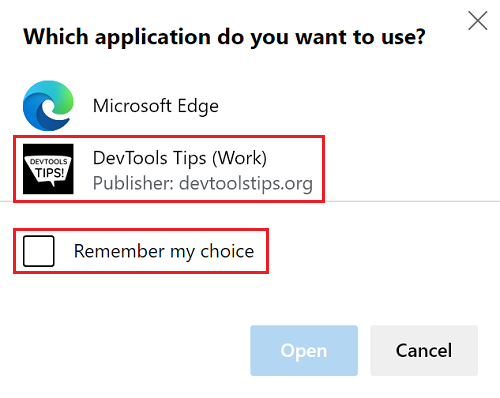 Which application do you want to use?
Microsoft Edge
DEVTOOLS
TIPS!
DevTools Tips (Work)
Publisher: devtoolstips.org
Remember my choice
Open
Cancel